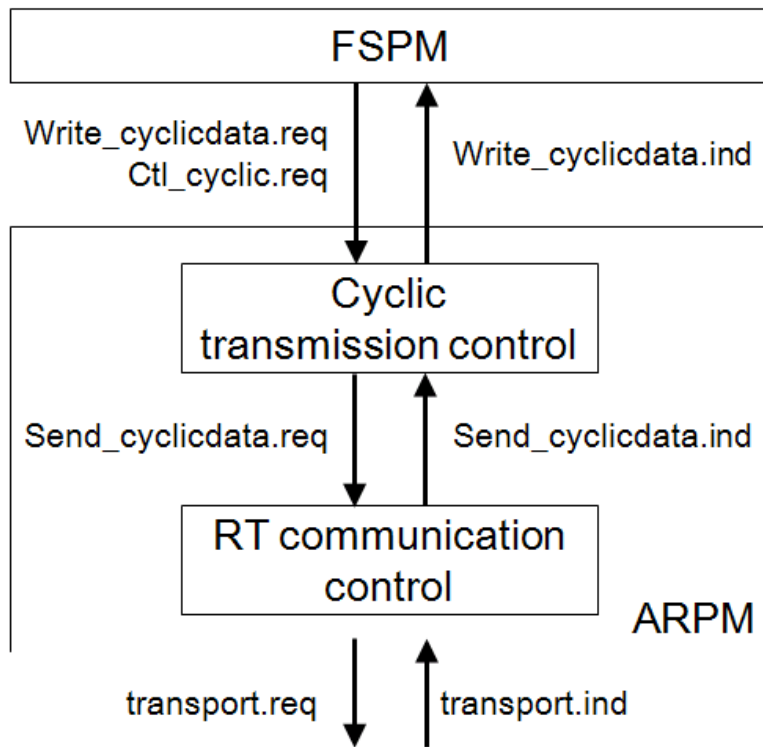 FSPM
Write_cyclicdata.req
Ctl_cyclic.req
Write_cyclicdata.ind
Cyclic
transmission control
Send_cyclicdata.req
Send_cyclicdata.ind
RT communication
control
ARPM
transport.req
transport.ind